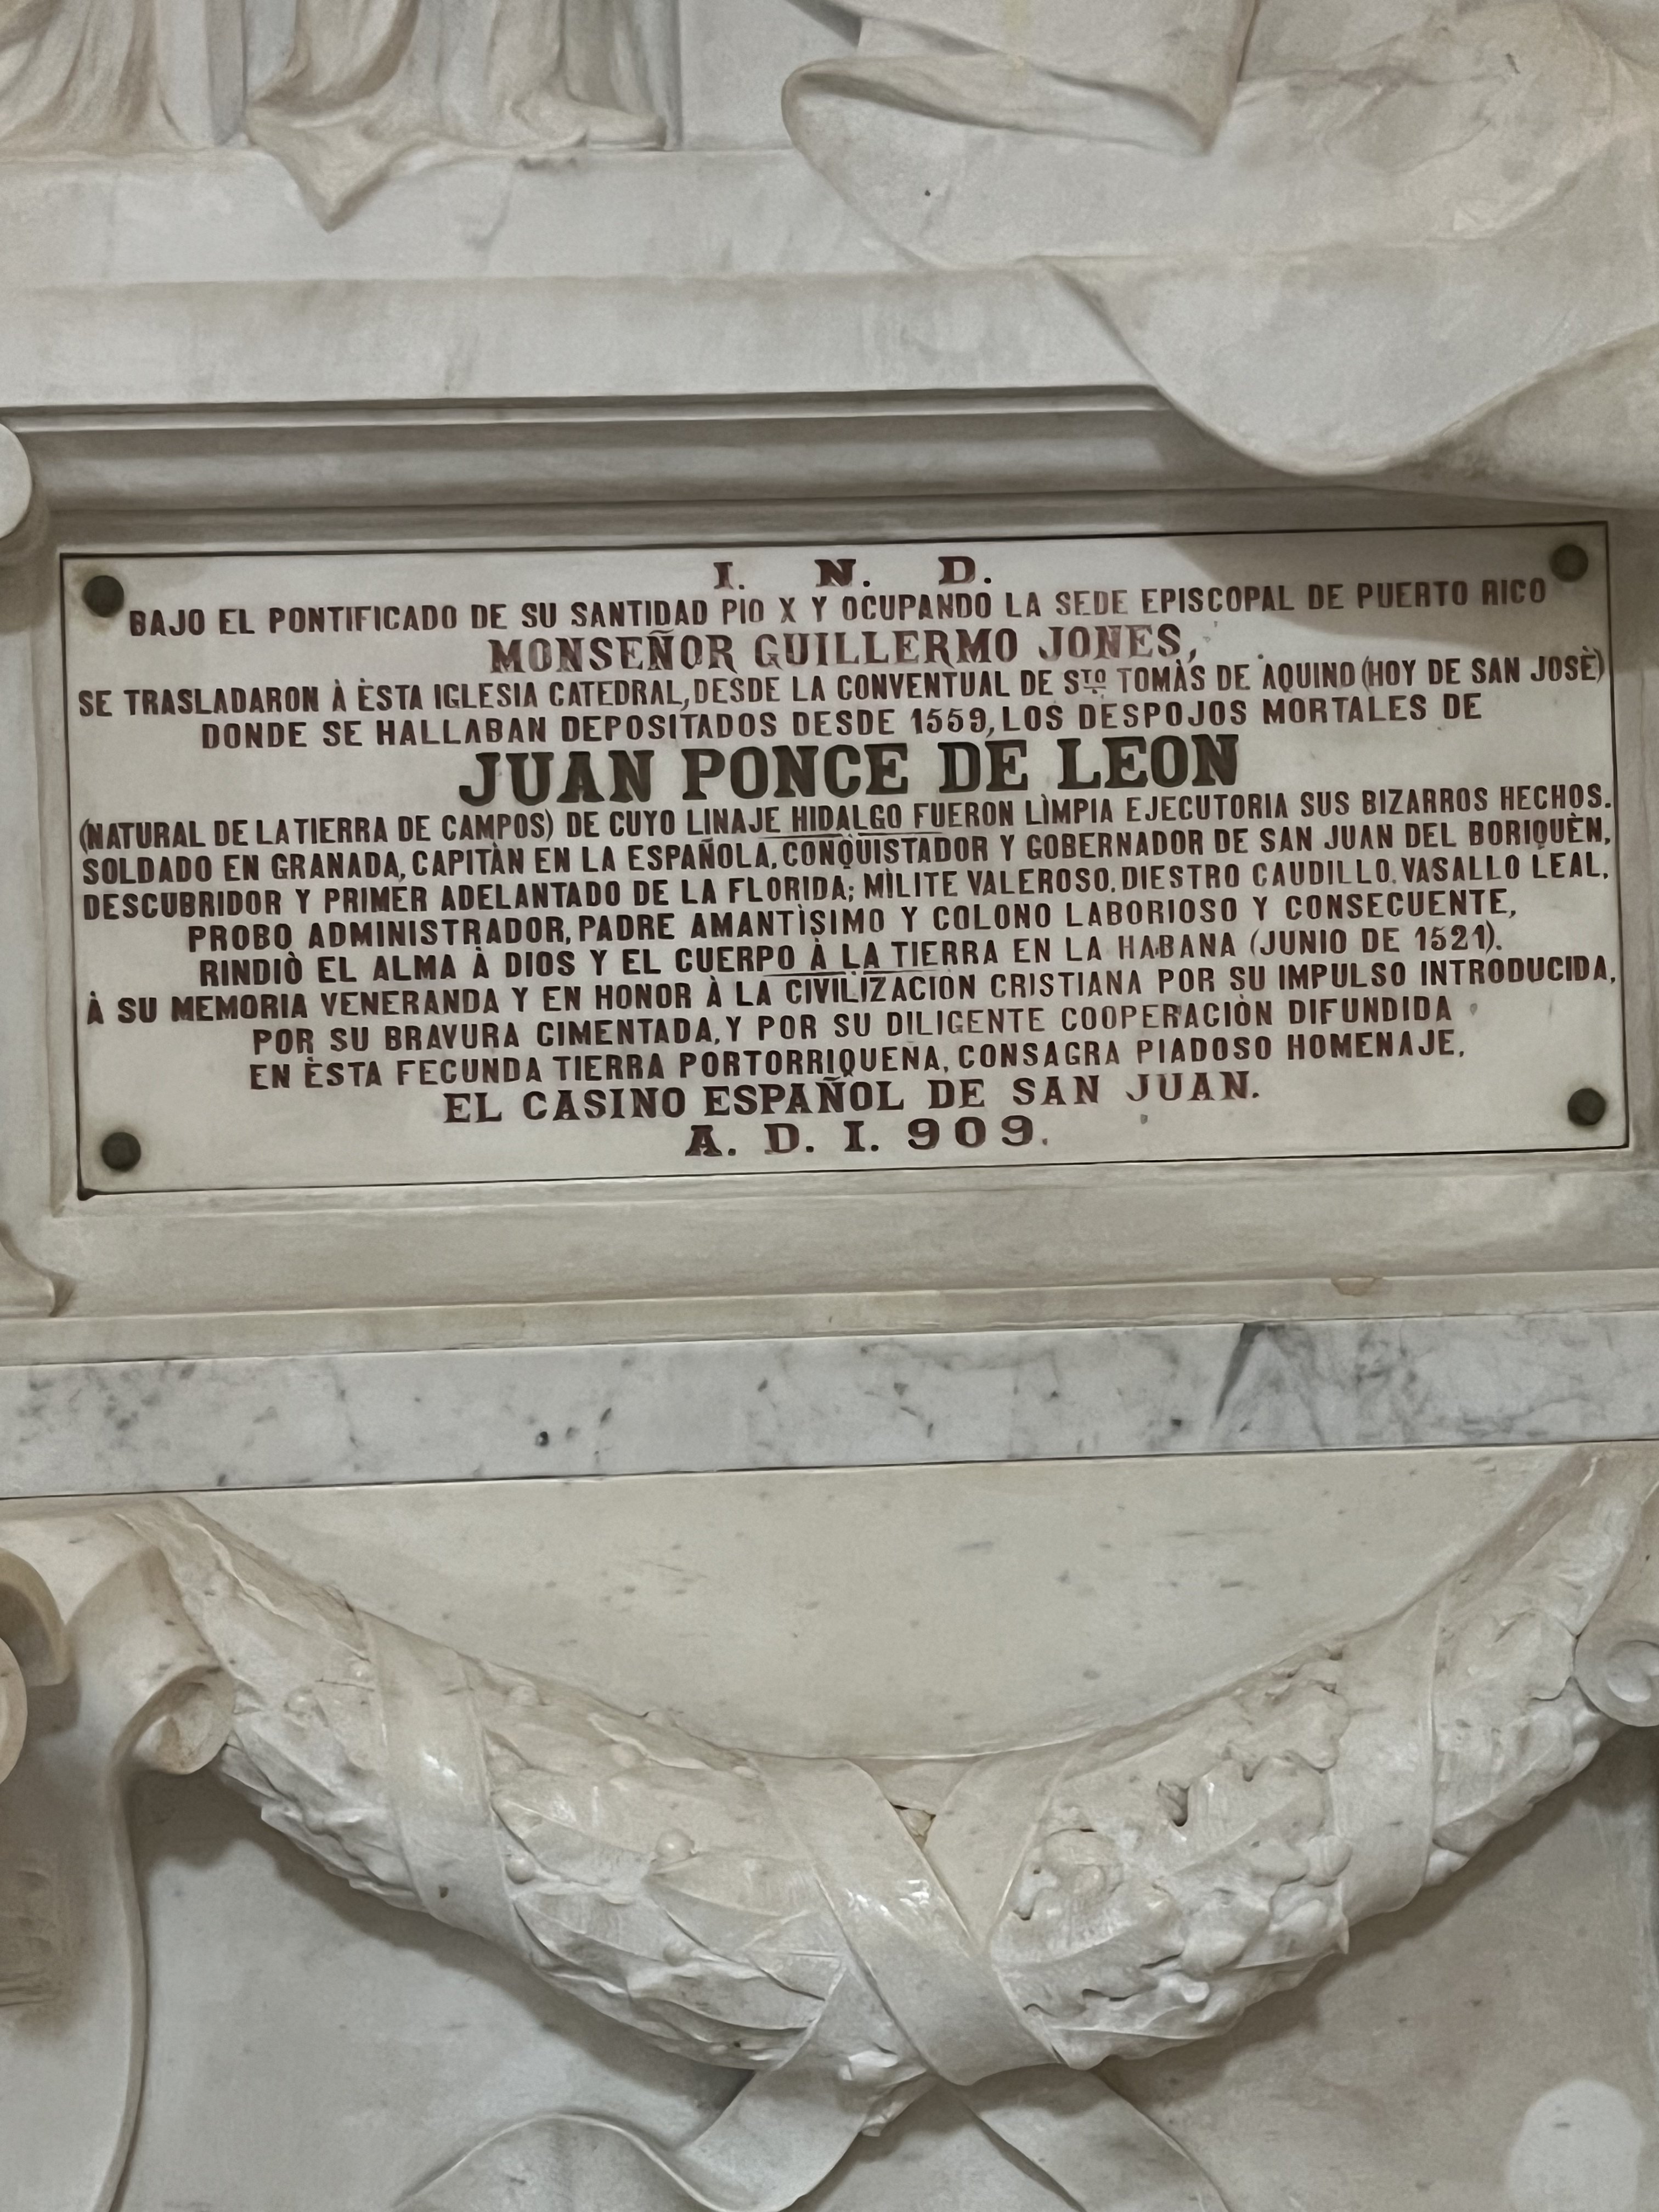 I. N. D.
BAJO EL PONTIFICADO DE SU SANTIDAD PIO X Y OCUPANDO LA SEDE EPISCOPAL DE PUERTO RICO
MONSEÑOR GUILLERMO JONES,
SE TRASLADARON À ÈSTA IGLESIA CATEDRAL, DESDE LA CONVENTUAL DE STO TOMÀS DE AQUINO (HOY DE SAN JOSÈ)
DONDE SE HALLABAN DEPOSITADOS DESDE 1559, LOS DESPOJOS MORTALES DE
JUAN PONCE DE LEON
(NATURAL DE LA TIERRA DE CAMPOS) DE CUYO LINAJE HIDALGO FUERON LÌMPIA EJECUTORIA SUS BIZARROS HECHOS.
SOLDADO EN GRANADA, CAPITÀN EN LA ESPAÑOLA, CONQUISTADOR Y GOBERNADOR DE SAN JUAN DEL BORIQUÈN,
DESCUBRIDOR Y PRIMER ADELANTADO DE LA FLORIDA; MÌLITE VALEROSO, DIESTRO CAUDILLO, VASALLO LEAL,
PROBO ADMINISTRADOR, PADRE AMANTÌSIMO Y COLONO LABORIOSO Y CONSECUENTE,
RINDIÒ EL ALMA À DIOS Y EL CUERPO À LA TIERRA EN LA HABANA (JUNIO DE 1521).
À SU MEMORIA VENERANDA Y EN HONOR À LA CIVILIZACION CRISTIANA POR SU IMPULSO INTRODUCIDA,
POR SU BRAVURA CIMENTADA, Y POR SU DILIGENTE COOPERACIÒN DIFUNDIDA
EN ÈSTA FECUNDA TIERRA PORTORRIQUEÑA, CONSAGRA PIADOSO HOMENAJE,
EL CASINO ESPAÑOL DE SAN JUAN.
A. D. I. 909.